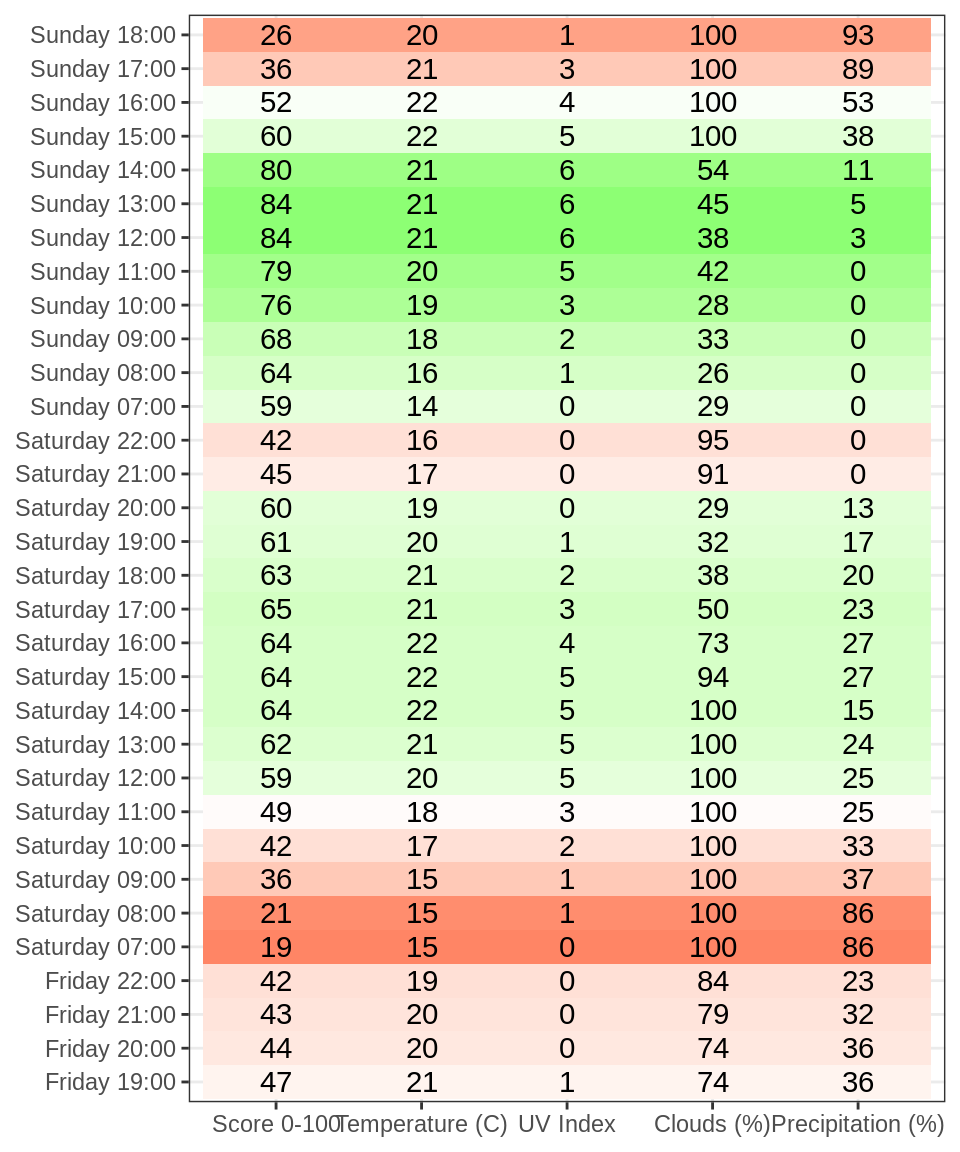 Sunday 18:00 26 20 1 100 93
Sunday 17:00 36 21 3 100 89
Sunday 16:00 52 22 4 100 53
Sunday 15:00 60 22 5 100 38
Sunday 14:00 80 21 6 54 11
Sunday 13:00 84 21 6 45 5
Sunday 12:00 84 21 6 38 3
Sunday 11:00 79 20 5 42 0
Sunday 10:00 76 19 3 28 0
Sunday 09:00 68 18 2 33 0
Sunday 08:00 64 16 1 26 0
Sunday 07:00 59 14 0 29 0
Saturday 22:00 42 16 0 95 0
Saturday 21:00 45 17 0 91 0
Saturday 20:00 60 19 0 29 13
Saturday 19:00 61 20 1 32 17
Saturday 18:00 63 21 2 38 20
Saturday 17:00 65 21 3 50 23
Saturday 16:00 64 22 4 73 27
Saturday 15:00 64 22 5 94 27
Saturday 14:00 64 22 5 100 15
Saturday 13:00 62 21 5 100 24
Saturday 12:00 59 20 5 100 25
Saturday 11:00 49 18 3 100 25
Saturday 10:00 42 17 2 100 33
Saturday 09:00 36 15 1 100 37
Saturday 08:00 21 15 1 100 86
Saturday 07:00 19 15 0 100 86
Friday 22:00 42 19 0 84 23
Friday 21:00 43 20 0 79 32
Friday 20:00 44 20 0 74 36
Friday 19:00 47 21 1 74 36
Score 0-100 Temperature (C) UV Index Clouds (%) Precipitation (%)